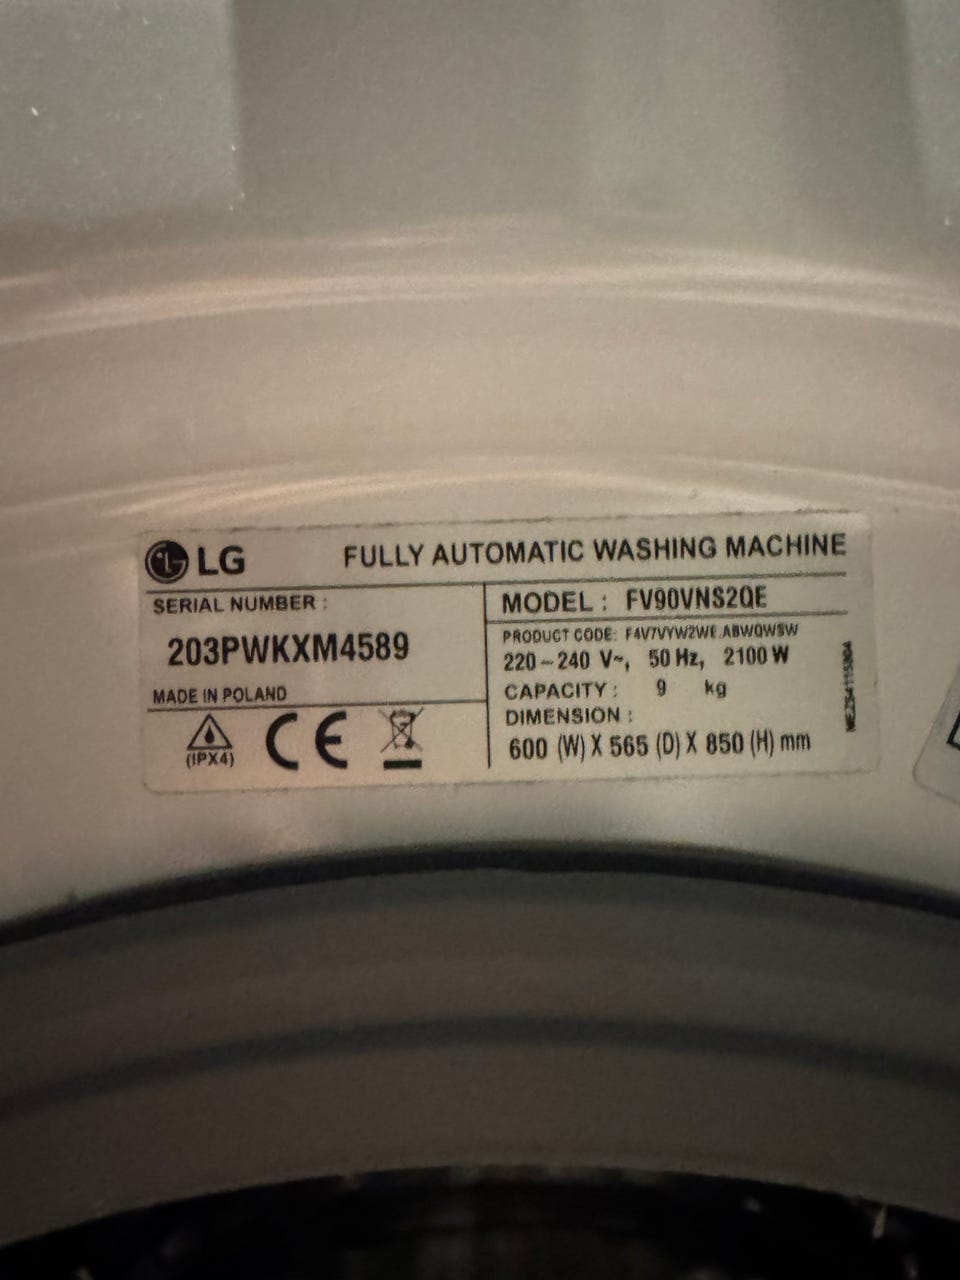 LG FULLY AUTOMATIC WASHING MACHINE
SERIAL NUMBER :
203PWKXM4589
MADE IN POLAND
(IPX4) CE
MODEL : FV90VNS2QE
PRODUCT CODE: F4V7VYW2WE.ABWQWSW
220~240 V~, 50 Hz, 2100 W
CAPACITY : 9 kg
DIMENSION :
600 (W) X 565 (D) X 850 (H) mm